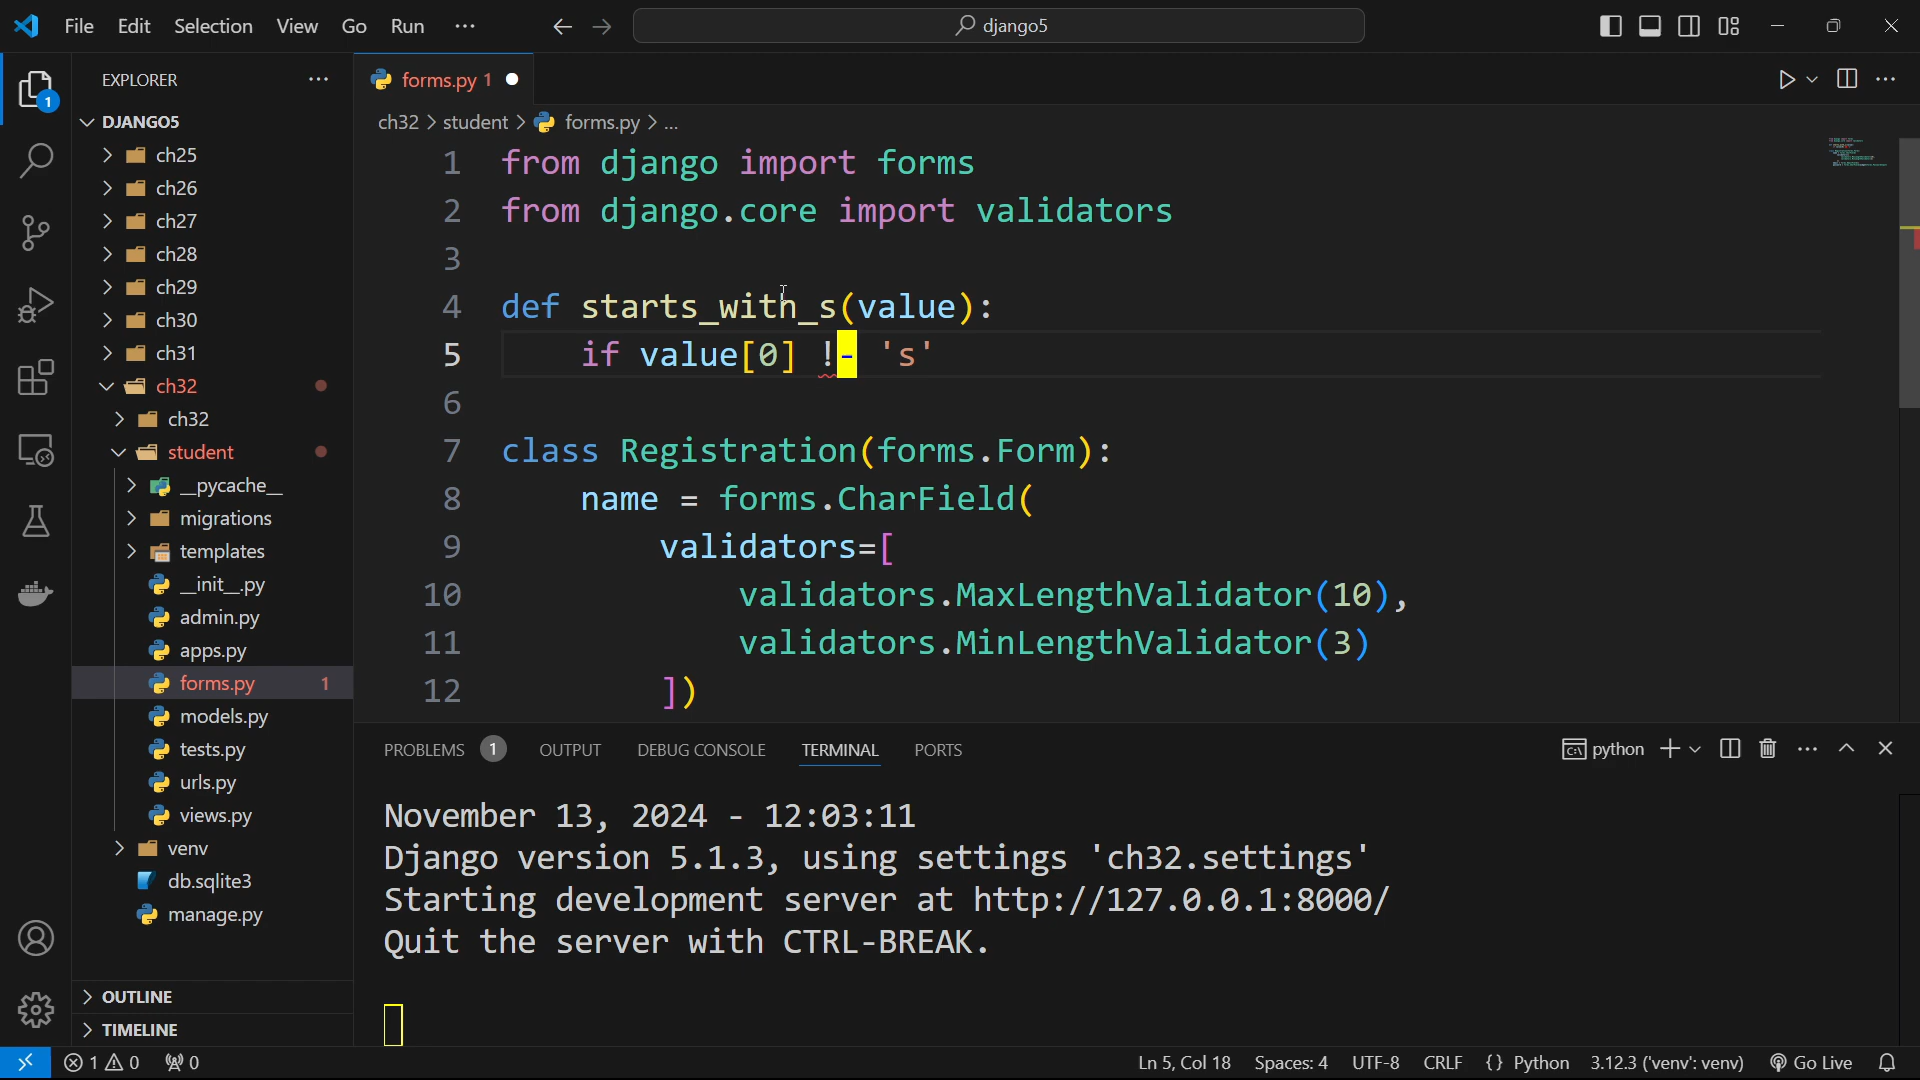 File Edit Selection View Go Run ··· django5
EXPLORER ···
forms.py 1
DJANGO5
ch32 > student > forms.py > ...
ch25
ch26
ch27
ch28
ch29
ch30
ch31
ch32
ch32
student
__pycache__
migrations
templates
__init__.py
admin.py
apps.py
forms.py 1
models.py
tests.py
urls.py
views.py
venv
db.sqlite3
manage.py
OUTLINE
TIMELINE
1
1 from django import forms
2 from django.core import validators
3
4 def starts_with_s(value):
5 if value[0] !- 's'
6
7 class Registration(forms.Form):
8 name = forms.CharField(
9 validators=[
10 validators.MaxLengthValidator(10),
11 validators.MinLengthValidator(3)
12 ])
PROBLEMS 1 OUTPUT DEBUG CONSOLE TERMINAL PORTS python
November 13, 2024 - 12:03:11
Django version 5.1.3, using settings 'ch32.settings'
Starting development server at http://127.0.0.1:8000/
Quit the server with CTRL-BREAK.
1 0 0 Ln 5, Col 18 Spaces: 4 UTF-8 CRLF {} Python 3.12.3 ('venv': venv) Go Live